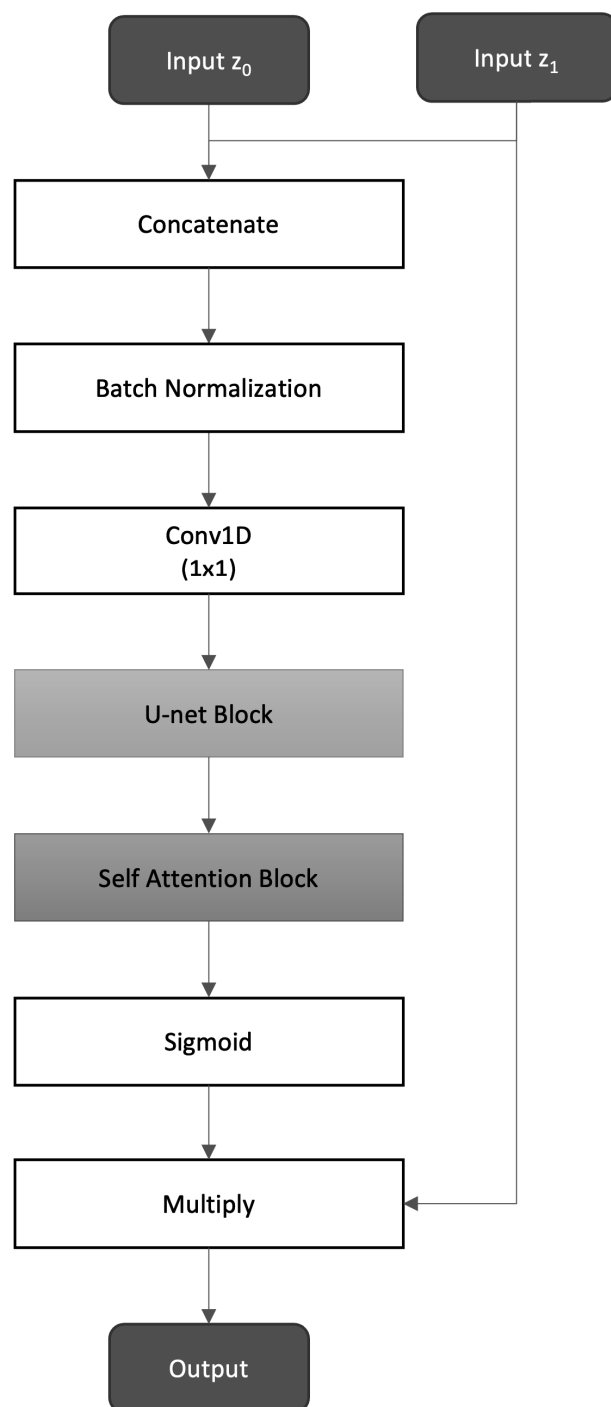 Input z₀
Input z₁
Concatenate
Batch Normalization
Conv1D
(1x1)
U-net Block
Self Attention Block
Sigmoid
Multiply
Output